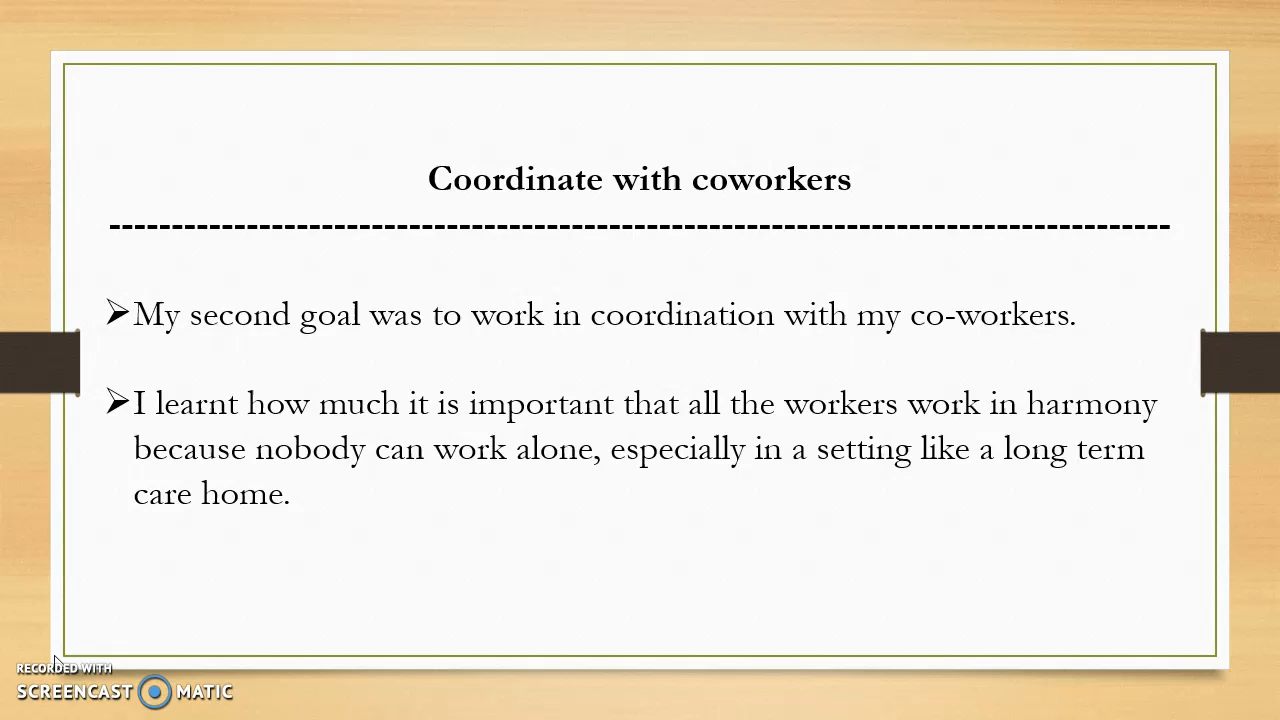 Coordinate with coworkers
--------------------------------------------------------------------------------
➢My second goal was to work in coordination with my co-workers.
➢I learnt how much it is important that all the workers work in harmony
because nobody can work alone, especially in a setting like a long term
care home.
RECORDED WITH
SCREENCAST MATIC